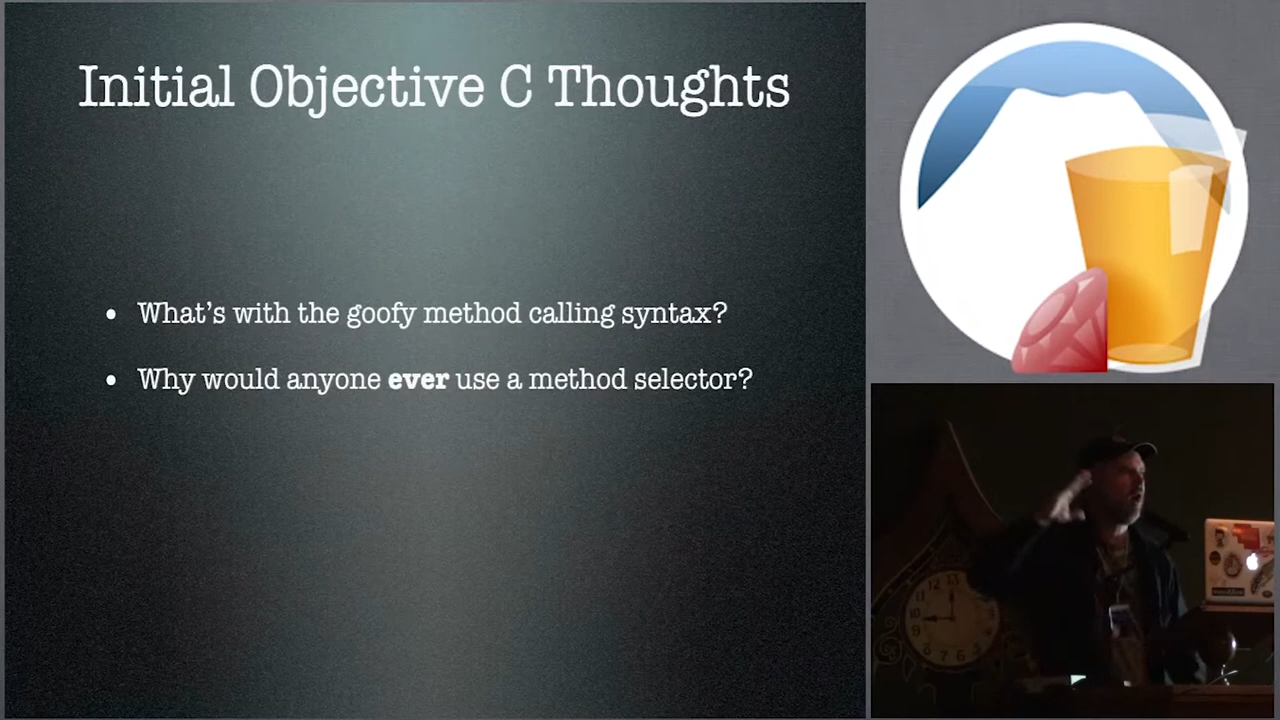 Initial Objective C Thoughts
• What's with the goofy method calling syntax?
• Why would anyone ever use a method selector?